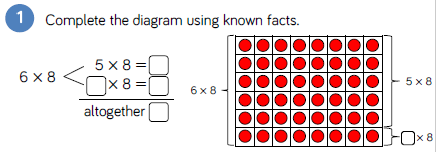 1 Complete the diagram using known facts.
5 × 8 = □
6 × 8
□ × 8 = □
altogether □
6 × 8
5 × 8
□ × 8